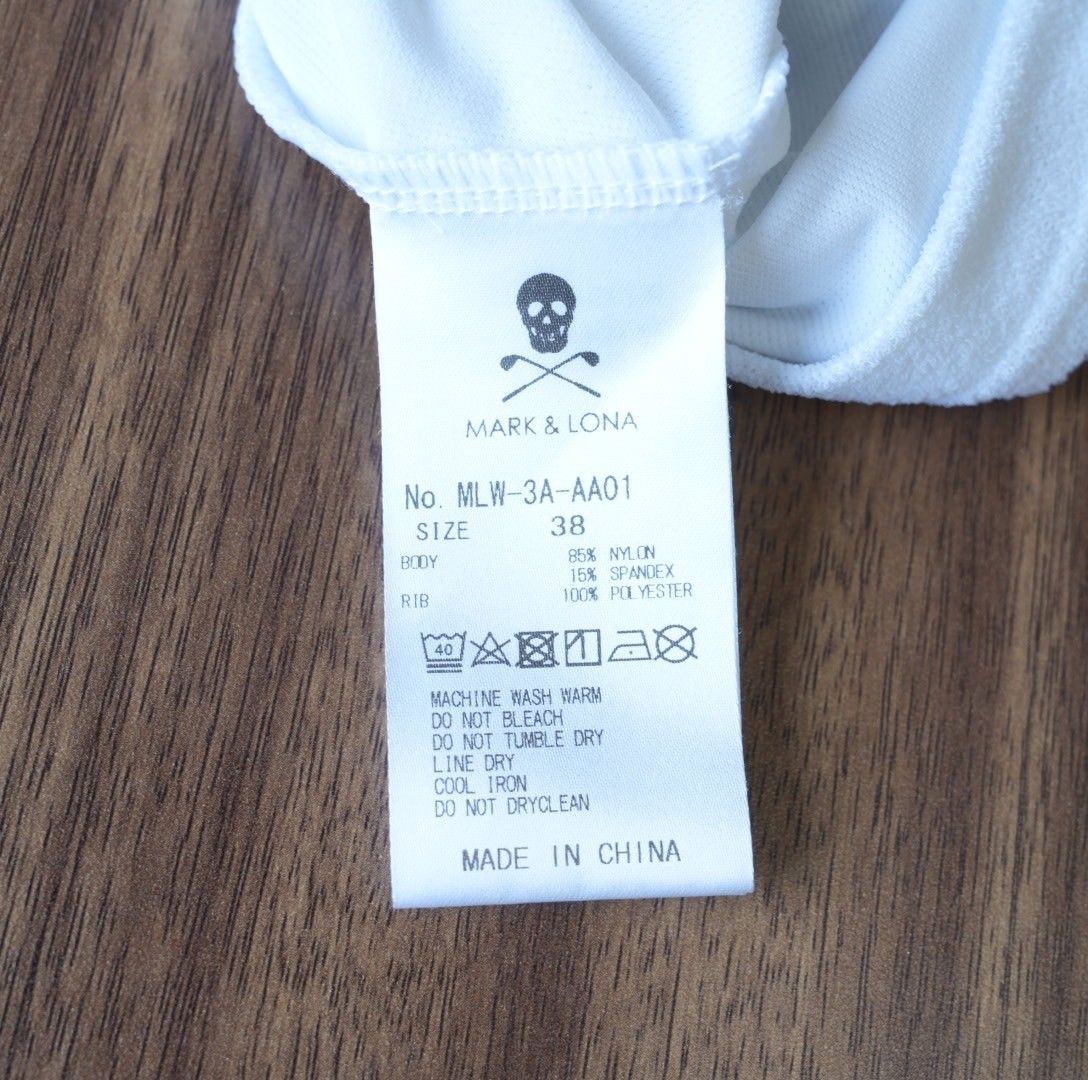 MARK & LONA
No. MLW-3A-AA01
SIZE 38
BODY 85% NYLON
15% SPANDEX
RIB 100% POLYESTER
40
MACHINE WASH WARM
DO NOT BLEACH
DO NOT TUMBLE DRY
LINE DRY
COOL IRON
DO NOT DRYCLEAN
MADE IN CHINA